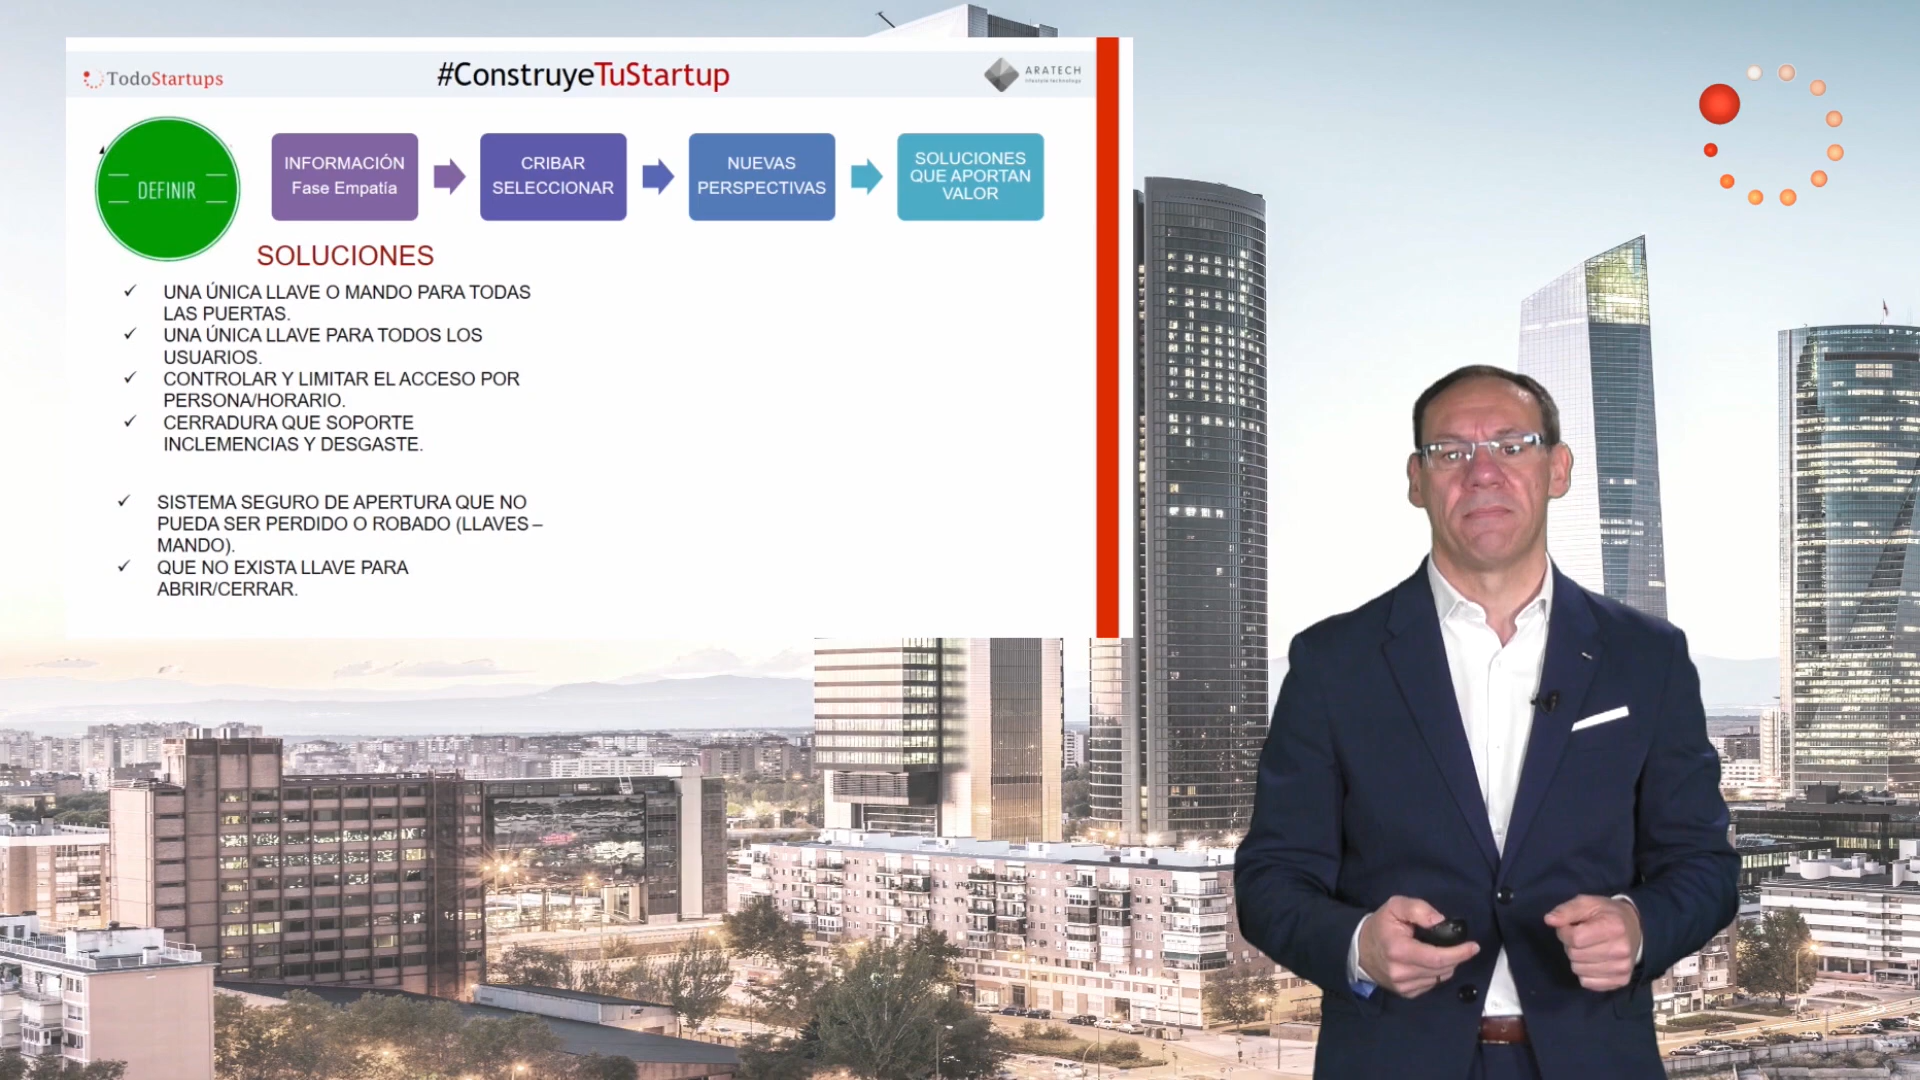 TodoStartups
#ConstruyeTuStartup
ARATECH
DEFINIR
INFORMACIÓN
Fase Empatía
CRIBAR
SELECCIONAR
NUEVAS
PERSPECTIVAS
SOLUCIONES
QUE APORTAN
VALOR
SOLUCIONES
✓ UNA ÚNICA LLAVE O MANDO PARA TODAS
LAS PUERTAS.
✓ UNA ÚNICA LLAVE PARA TODOS LOS
USUARIOS.
✓ CONTROLAR Y LIMITAR EL ACCESO POR
PERSONA/HORARIO.
✓ CERRADURA QUE SOPORTE
INCLEMENCIAS Y DESGASTE.
✓ SISTEMA SEGURO DE APERTURA QUE NO
PUEDA SER PERDIDO O ROBADO (LLAVES –
MANDO).
✓ QUE NO EXISTA LLAVE PARA
ABRIR/CERRAR.